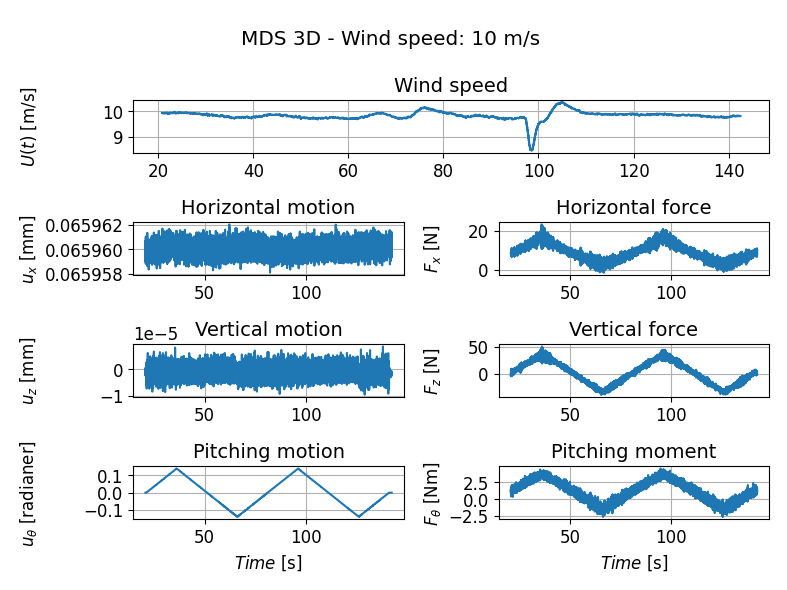 MDS 3D - Wind speed: 10 m/s
Wind speed
U(t) [m/s]
10
9
20 40 60 80 100 120 140
Horizontal motion
u_x [mm]
0.065962
0.065960
0.065958
50 100
Horizontal force
F_x [N]
20
0
50 100
Vertical motion
1e−5
u_z [mm]
0
−1
50 100
Vertical force
F_z [N]
50
0
50 100
Pitching motion
u_θ [radianer]
0.1
0.0
−0.1
50 100
Time [s]
Pitching moment
F_θ [Nm]
2.5
0.0
−2.5
50 100
Time [s]